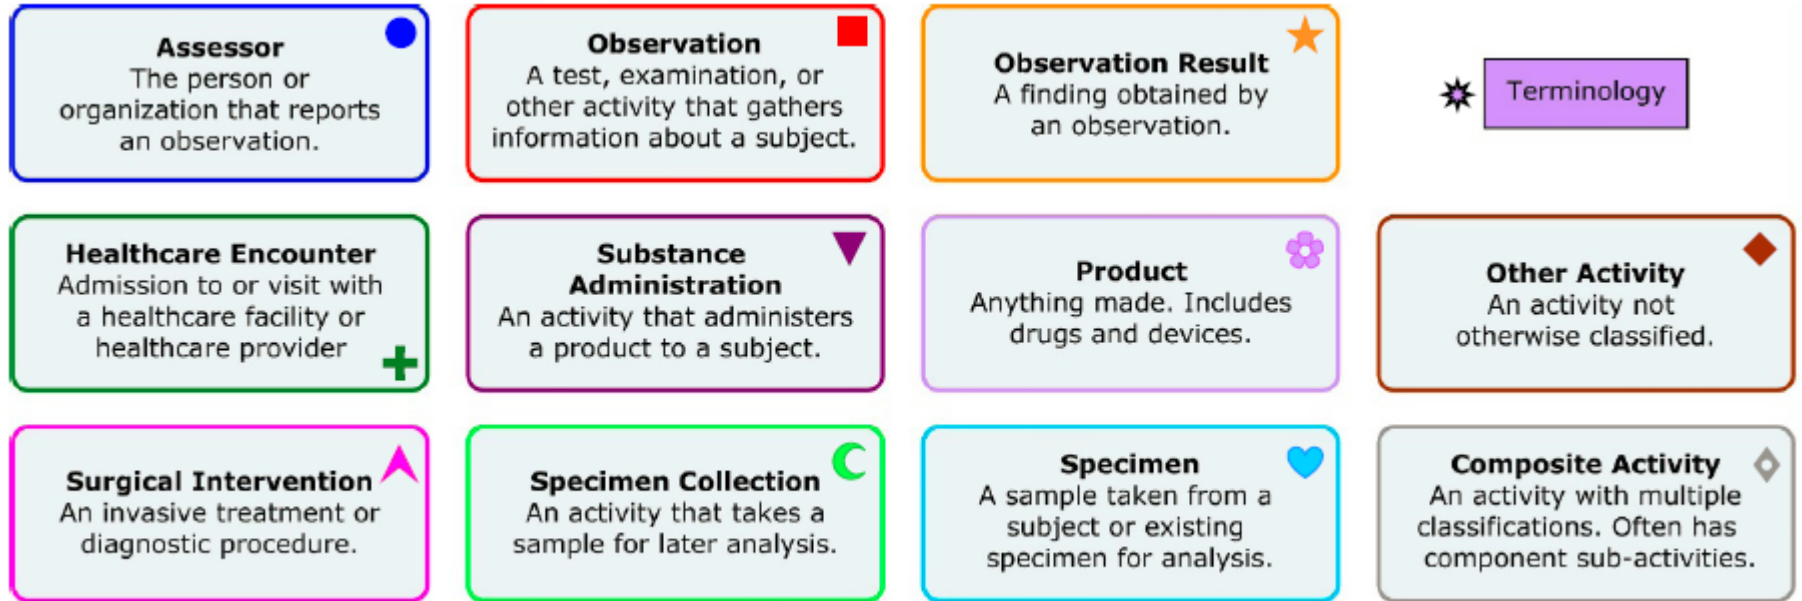 Assessor
The person or
organization that reports
an observation.
Observation
A test, examination, or
other activity that gathers
information about a subject.
Observation Result
A finding obtained by
an observation.
Terminology
Healthcare Encounter
Admission to or visit with
a healthcare facility or
healthcare provider
Substance
Administration
An activity that administers
a product to a subject.
Product
Anything made. Includes
drugs and devices.
Other Activity
An activity not
otherwise classified.
Surgical Intervention
An invasive treatment or
diagnostic procedure.
Specimen Collection
An activity that takes a
sample for later analysis.
Specimen
A sample taken from a
subject or existing
specimen for analysis.
Composite Activity
An activity with multiple
classifications. Often has
component sub-activities.